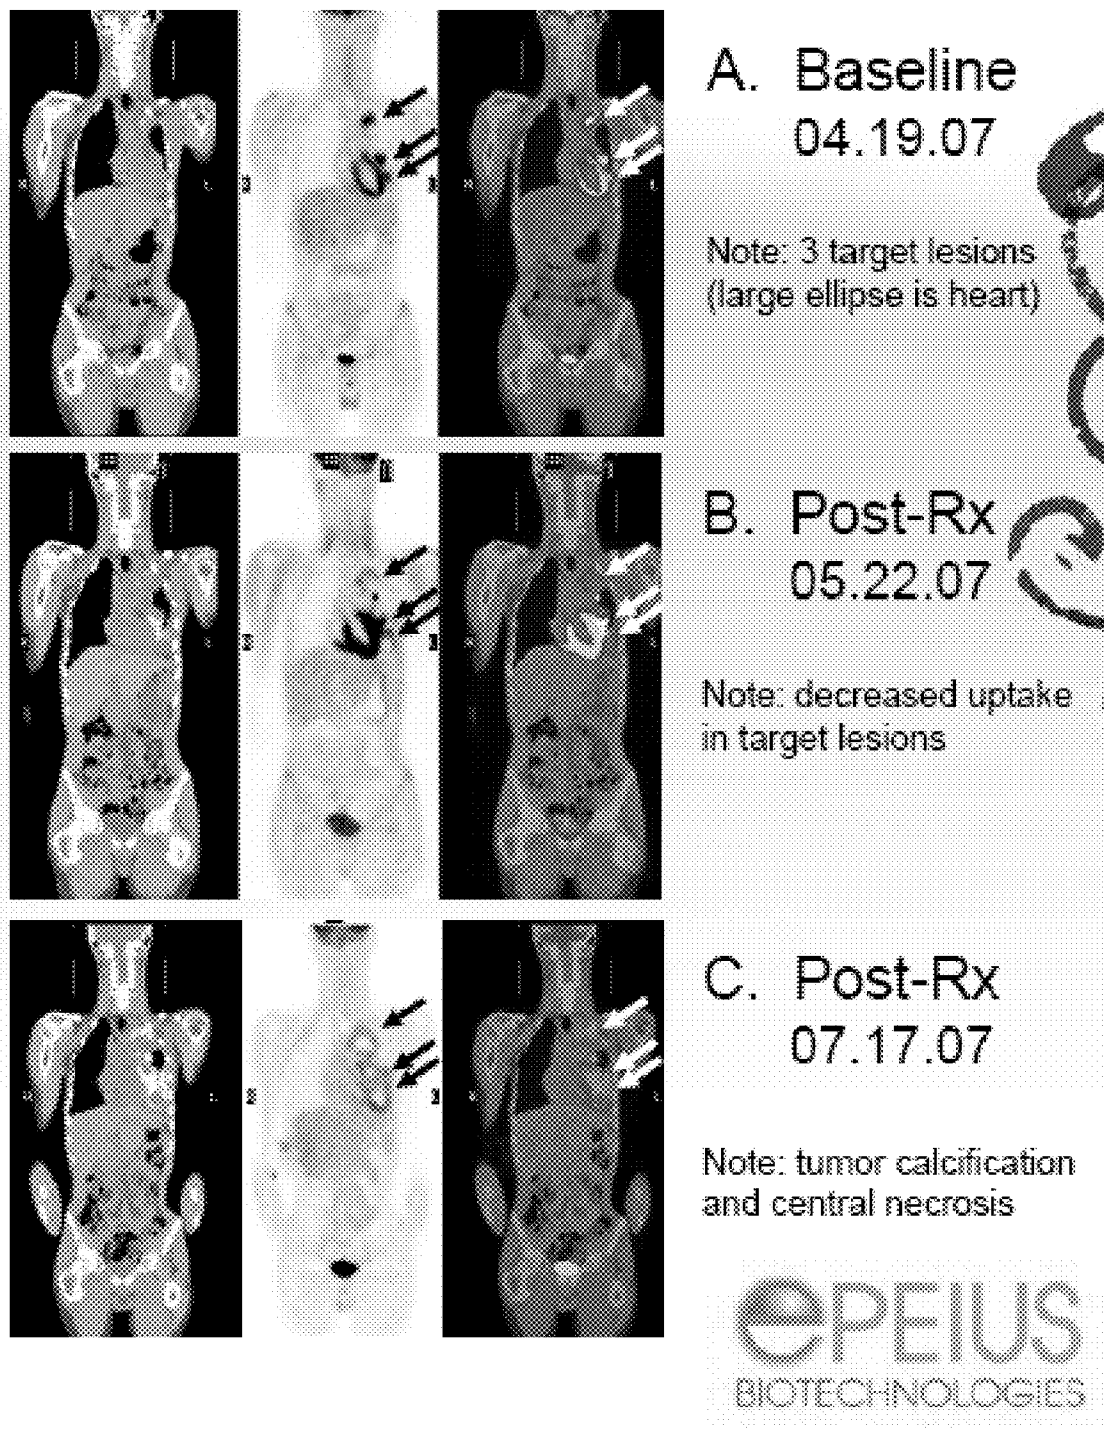 A. Baseline
04.19.07
Note: 3 target lesions
(large ellipse is heart)
B. Post-Rx
05.22.07
Note: decreased uptake
in target lesions
C. Post-Rx
07.17.07
Note: tumor calcification
and central necrosis
ePEIUS
BIOTECHNOLOGIES